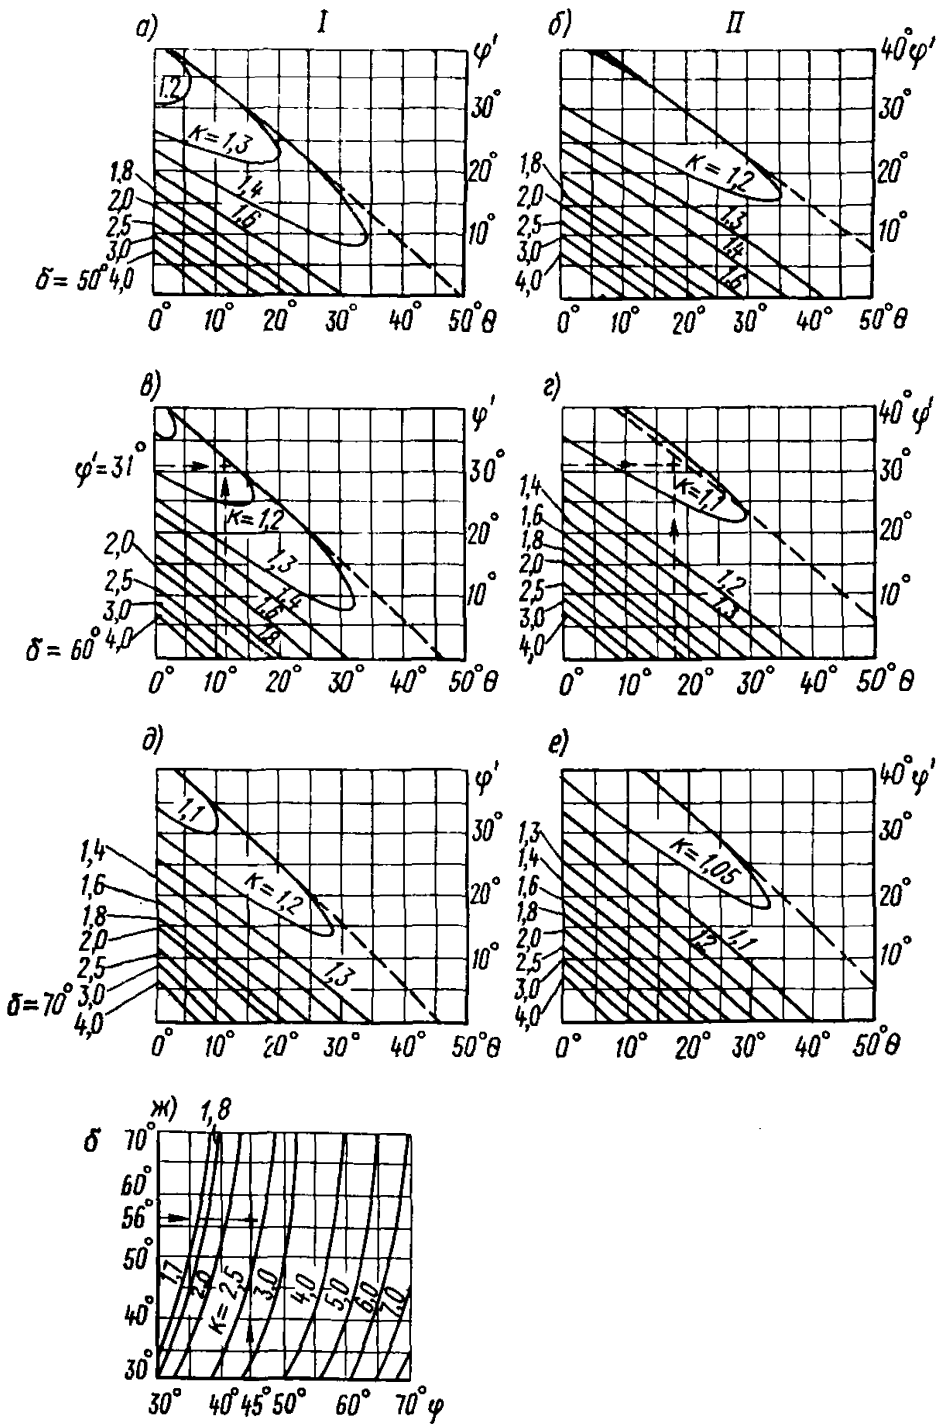 а) I б) II
φ' 40° φ'
1.2
30° 30°
К = 1,3
20° К = 1,2 20°
1,4 1,8
1,8 1,6 2,0
2,0 2,5 1,3
2,5 10° 3,0 1,4 10°
3,0 4,0 1,6
δ = 50° 4,0
0° 10° 20° 30° 40° 50° θ 0° 10° 20° 30° 40° 50° θ
в) г)
φ' 40° φ'
φ' = 31° 30° 30°
К = 1,2 К = 1,1
20° 1,4 20°
2,0 1,3 1,6
2,5 1,4 1,8 1,2
3,0 1,6 10° 2,0 1,3 10°
4,0 1,8 2,5
3,0
δ = 60° 4,0
0° 10° 20° 30° 40° 50° θ 0° 10° 20° 30° 40° 50° θ
д) е)
φ' 40° φ'
1,1 30° 1,3 30°
1,4 К = 1,2 1,4 К = 1,05
1,6 20° 1,6 20°
1,8 1,8 1,1
2,0 1,3 2,0 1,2
2,5 10° 2,5 10°
3,0 3,0
δ = 70° 4,0 4,0
0° 10° 20° 30° 40° 50° θ 0° 10° 20° 30° 40° 50° θ
ж) 1,8
δ 70°
60°
56°
50°
1,7 2,0 К = 2,5 3,0 4,0 5,0 6,0 7,0
40°
30°
30° 40° 45° 50° 60° 70° φ